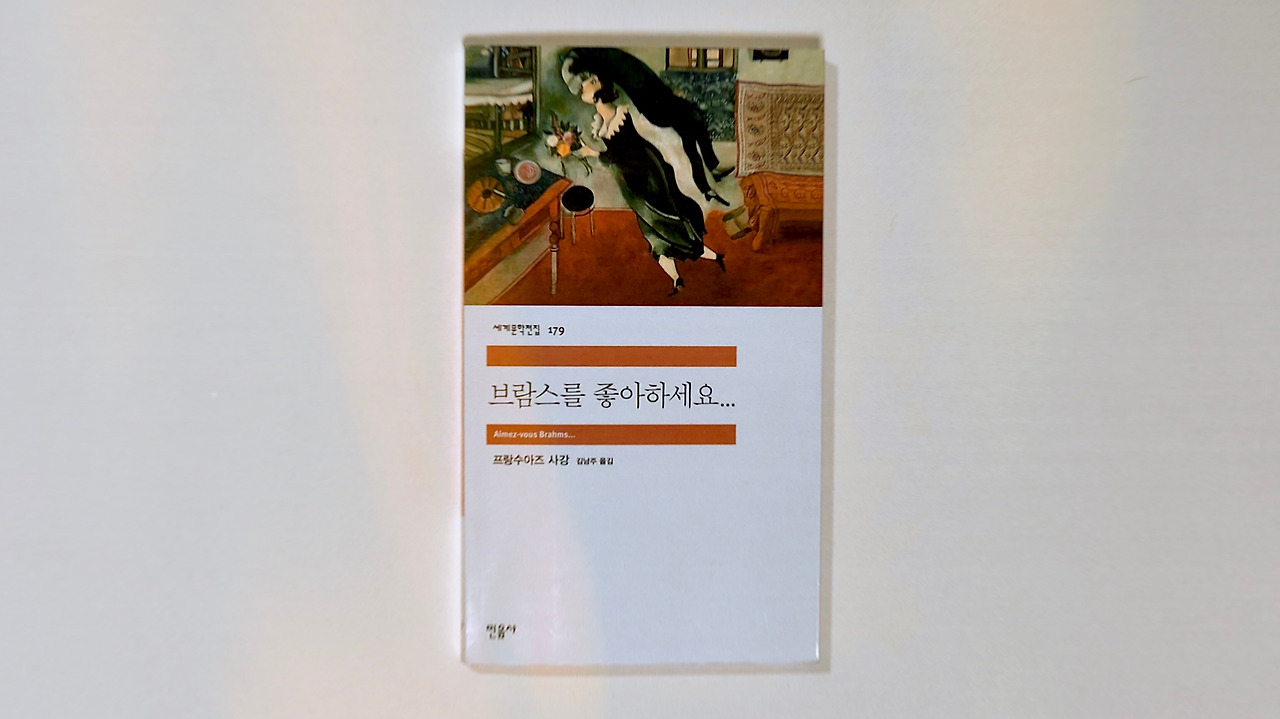 세계문학전집 179
브람스를 좋아하세요...
Aimez-vous Brahms...
프랑수아즈 사강 김남주 옮김
민음사